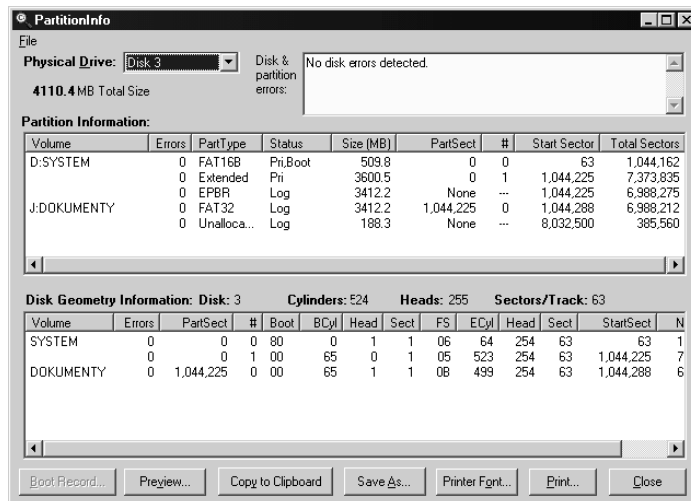 PartitionInfo
File
Physical Drive: Disk 3
Disk & partition errors:
No disk errors detected.
4110.4 MB Total Size
Partition Information:
Volume Errors PartType Status Size (MB) PartSect # Start Sector Total Sectors
D:SYSTEM 0 FAT16B Pri,Boot 509.8 0 0 63 1,044,162
0 Extended Pri 3600.5 0 1 1,044,225 7,373,835
0 EPBR Log 3412.2 None --- 1,044,225 6,988,275
J:DOKUMENTY 0 FAT32 Log 3412.2 1,044,225 0 1,044,288 6,988,212
0 Unalloca... Log 188.3 None --- 8,032,500 385,560
Disk Geometry Information: Disk: 3 Cylinders: 524 Heads: 255 Sectors/Track: 63
Volume Errors PartSect # Boot BCyl Head Sect FS ECyl Head Sect StartSect N
SYSTEM 0 0 0 80 0 1 1 06 64 254 63 63 1
0 0 1 00 65 0 1 05 523 254 63 1,044,225 7
DOKUMENTY 0 1,044,225 0 00 65 1 1 0B 499 254 63 1,044,288 6
Boot Record... Preview... Copy to Clipboard Save As... Printer Font... Print... Close